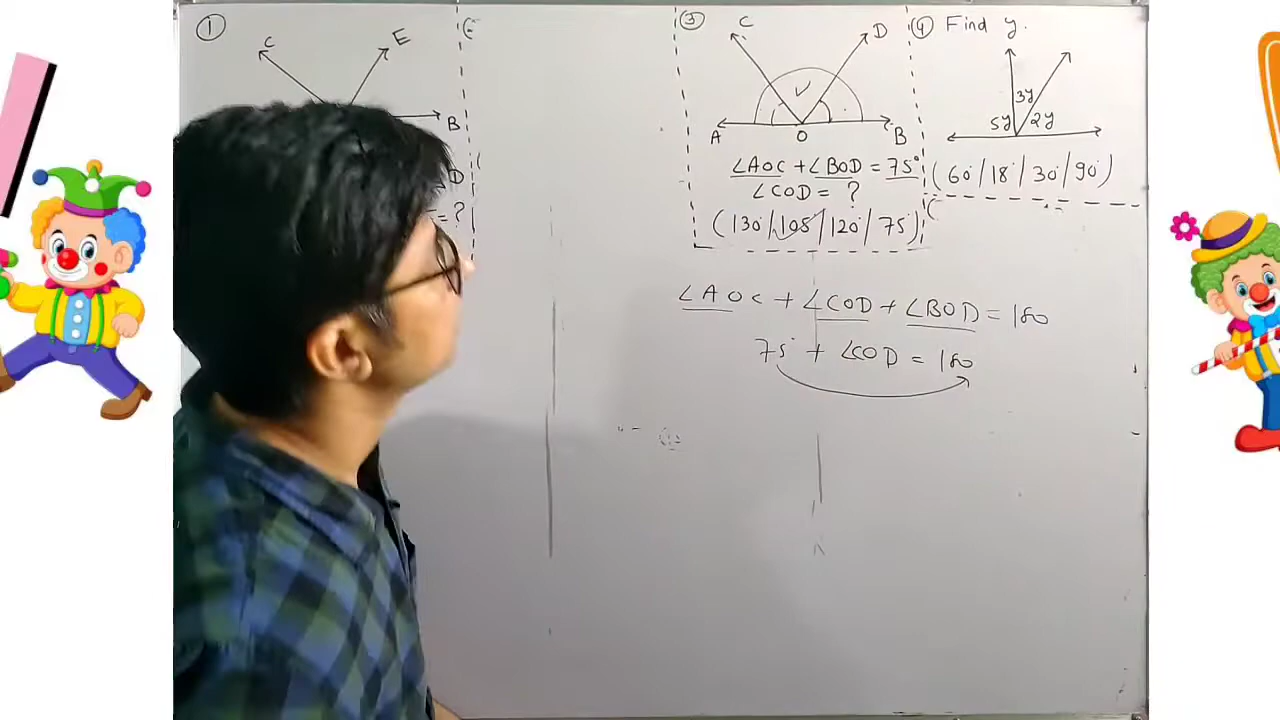 ①
C
E
B
D
= ?
③
C
D
A
O
B
∠AOC + ∠BOD = 75°
∠COD = ?
(130°/105°/120°/75°)
④ Find y.
3y
5y
2y
(60°/18°/30°/90°)
∠AOC + ∠COD + ∠BOD = 180
75° + ∠COD = 180